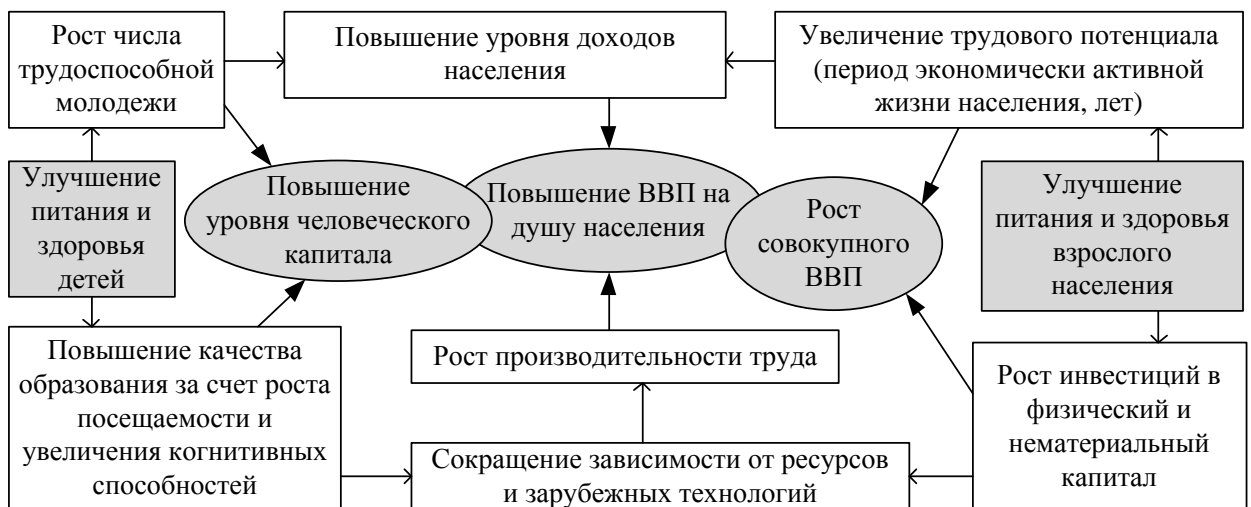 Рост числа
трудоспособной
молодежи
Повышение уровня доходов
населения
Увеличение трудового потенциала
(период экономически активной
жизни населения, лет)
Улучшение
питания и
здоровья
детей
Повышение
уровня человеческого
капитала
Повышение ВВП на
душу населения
Рост
совокупного
ВВП
Улучшение
питания и здоровья
взрослого
населения
Повышение качества
образования за счет роста
посещаемости и
увеличения когнитивных
способностей
Рост производительности труда
Сокращение зависимости от ресурсов
и зарубежных технологий
Рост инвестиций в
физический и
нематериальный
капитал